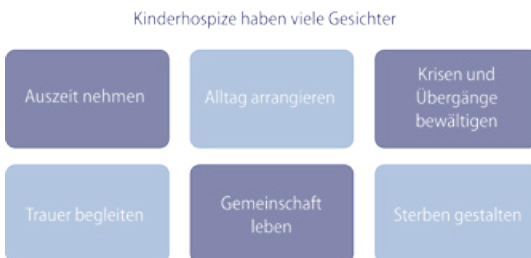 Kinderhospize haben viele Gesichter
Auszeit nehmen
Alltag arrangieren
Krisen und
Übergänge
bewältigen
Trauer begleiten
Gemeinschaft
leben
Sterben gestalten